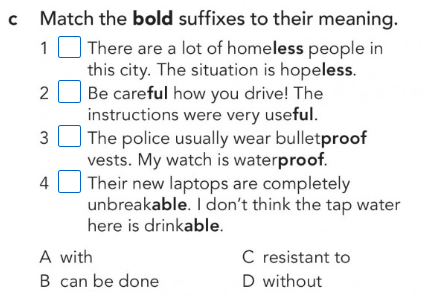 c Match the bold suffixes to their meaning.
1 There are a lot of homeless people in
this city. The situation is hopeless.
2 Be careful how you drive! The
instructions were very useful.
3 The police usually wear bulletproof
vests. My watch is waterproof.
4 Their new laptops are completely
unbreakable. I don't think the tap water
here is drinkable.
A with C resistant to
B can be done D without